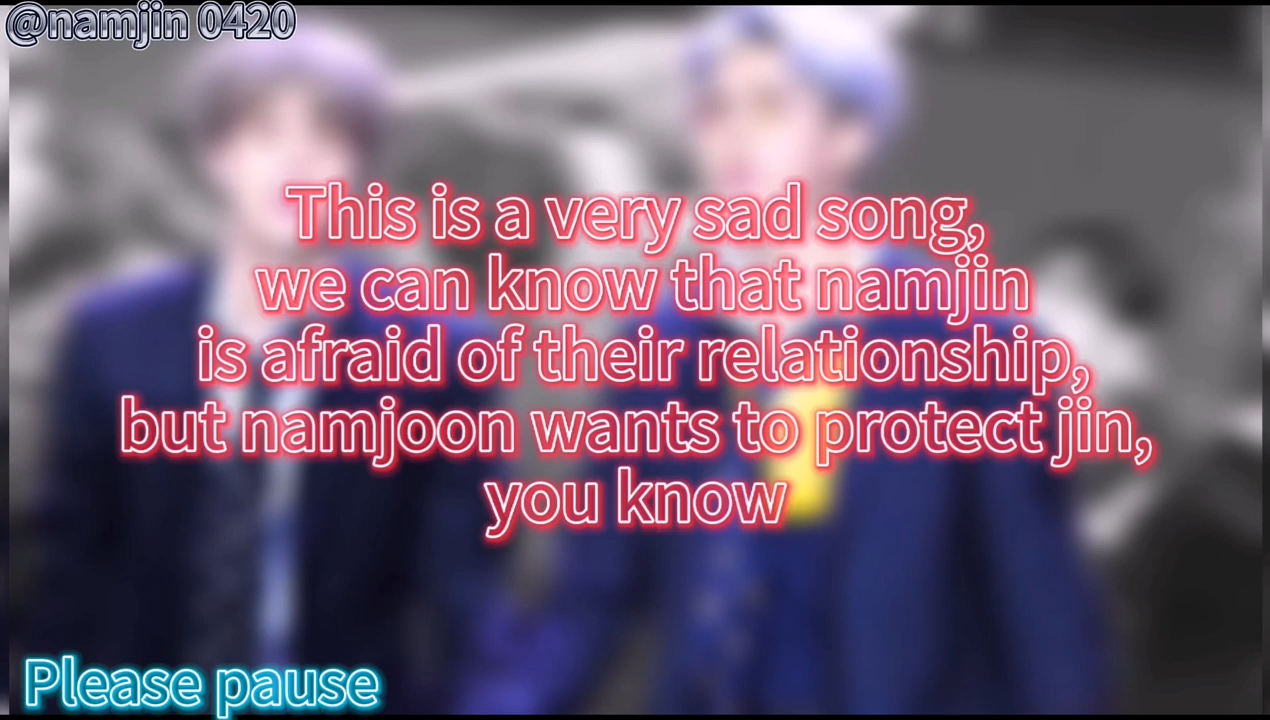 @namjin 0420
This is a very sad song,
we can know that namjin
is afraid of their relationship,
but namjoon wants to protect jin,
you know
Please pause